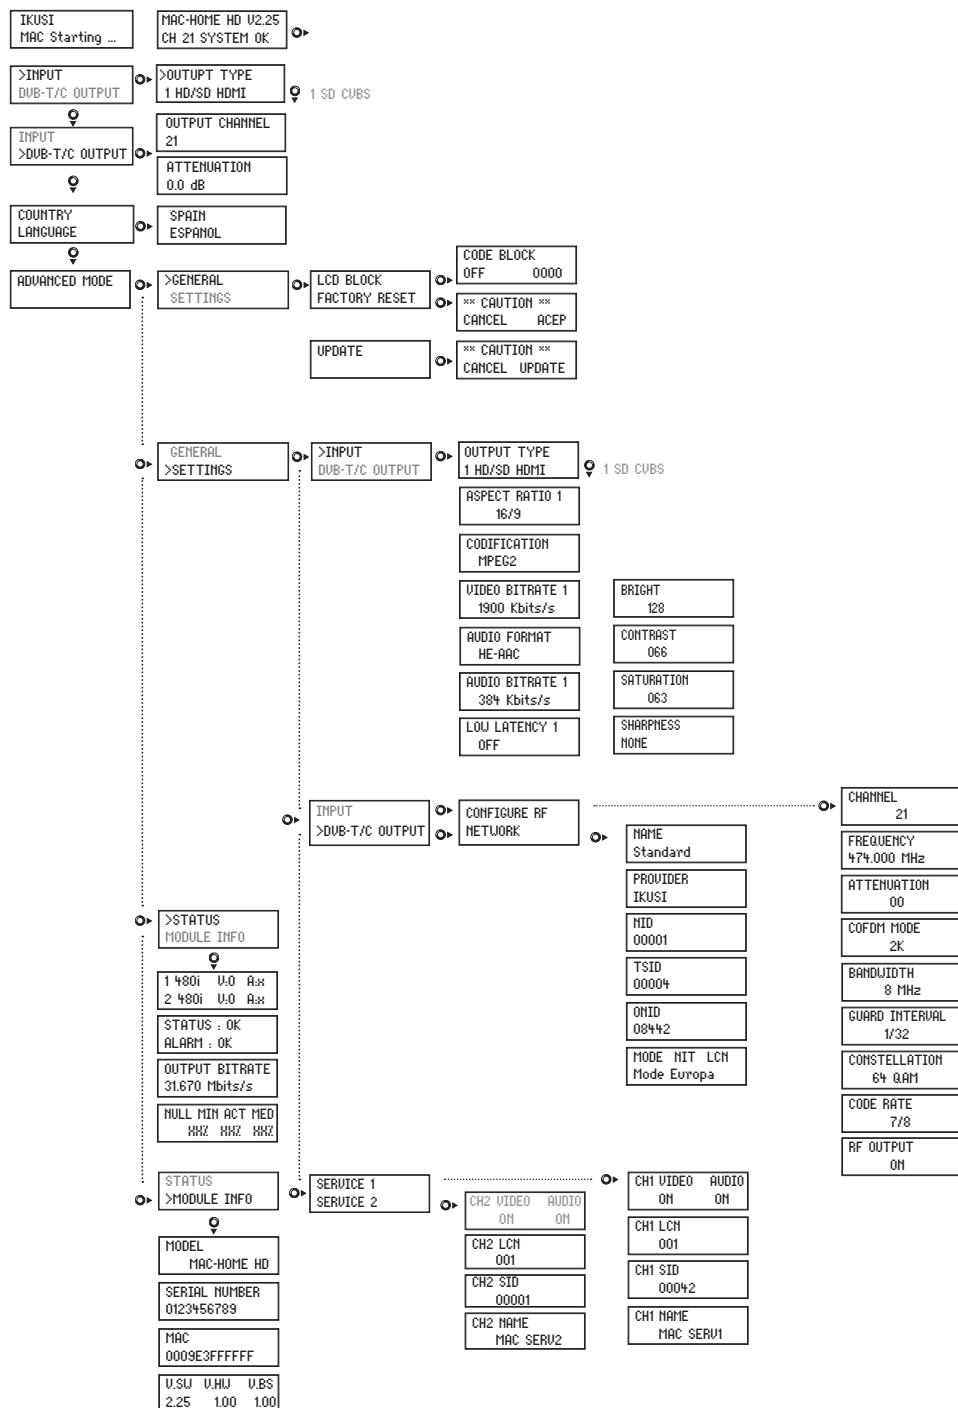 IKUSI
MAC Starting ...
MAC-HOME HD V2.25
CH 21 SYSTEM OK
>INPUT
DVB-T/C OUTPUT
>OUTUPT TYPE
1 HD/SD HDMI
1 SD CVBS
INPUT
>DVB-T/C OUTPUT
OUTPUT CHANNEL
21
ATTENUATION
0.0 dB
COUNTRY
LANGUAGE
SPAIN
ESPANOL
ADVANCED MODE
>GENERAL
SETTINGS
LCD BLOCK
FACTORY RESET
CODE BLOCK
OFF 0000
** CAUTION **
CANCEL ACEP
UPDATE
** CAUTION **
CANCEL UPDATE
GENERAL
>SETTINGS
>INPUT
DVB-T/C OUTPUT
OUTPUT TYPE
1 HD/SD HDMI
1 SD CVBS
ASPECT RATIO 1
16/9
CODIFICATION
MPEG2
VIDEO BITRATE 1
1900 Kbits/s
AUDIO FORMAT
HE-AAC
AUDIO BITRATE 1
384 Kbits/s
LOW LATENCY 1
OFF
BRIGHT
128
CONTRAST
066
SATURATION
063
SHARPNESS
NONE
INPUT
>DVB-T/C OUTPUT
CONFIGURE RF
NETWORK
NAME
Standard
PROVIDER
IKUSI
NID
00001
TSID
00004
ONID
08442
MODE NIT LCN
Mode Europa
CHANNEL
21
FREQUENCY
474.000 MHz
ATTENUATION
00
COFDM MODE
2K
BANDWIDTH
8 MHz
GUARD INTERVAL
1/32
CONSTELLATION
64 QAM
CODE RATE
7/8
RF OUTPUT
ON
>STATUS
MODULE INFO
1 480i V:0 A:x
2 480i V:0 A:x
STATUS : OK
ALARM : OK
OUTPUT BITRATE
31.670 Mbits/s
NULL MIN ACT MED
XX% XX% XX%
STATUS
>MODULE INFO
MODEL
MAC-HOME HD
SERIAL NUMBER
0123456789
MAC
0009E3FFFFFF
V.SW V.HW V.BS
2.25 1.00 1.00
SERVICE 1
SERVICE 2
CH2 VIDEO AUDIO
ON ON
CH2 LCN
001
CH2 SID
00001
CH2 NAME
MAC SERV2
CH1 VIDEO AUDIO
ON ON
CH1 LCN
001
CH1 SID
00042
CH1 NAME
MAC SERV1